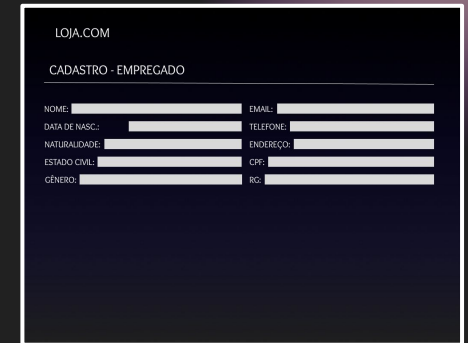 LOJA.COM
CADASTRO - EMPREGADO
NOME:
DATA DE NASC.:
NATURALIDADE:
ESTADO CIVIL:
GÊNERO:
EMAIL:
TELEFONE:
ENDEREÇO:
CPF:
RG: